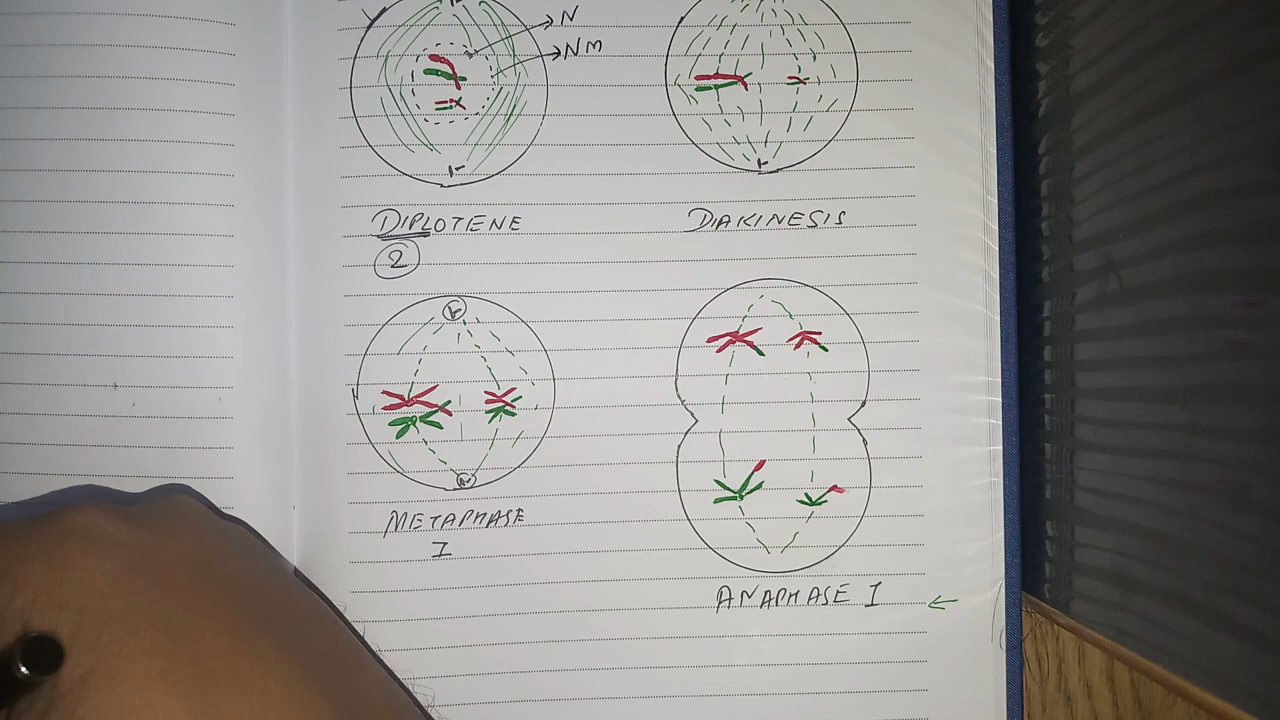 N
NM
DIPLOTENE
DIAKINESIS
2
METAPHASE
I
ANAPHASE I